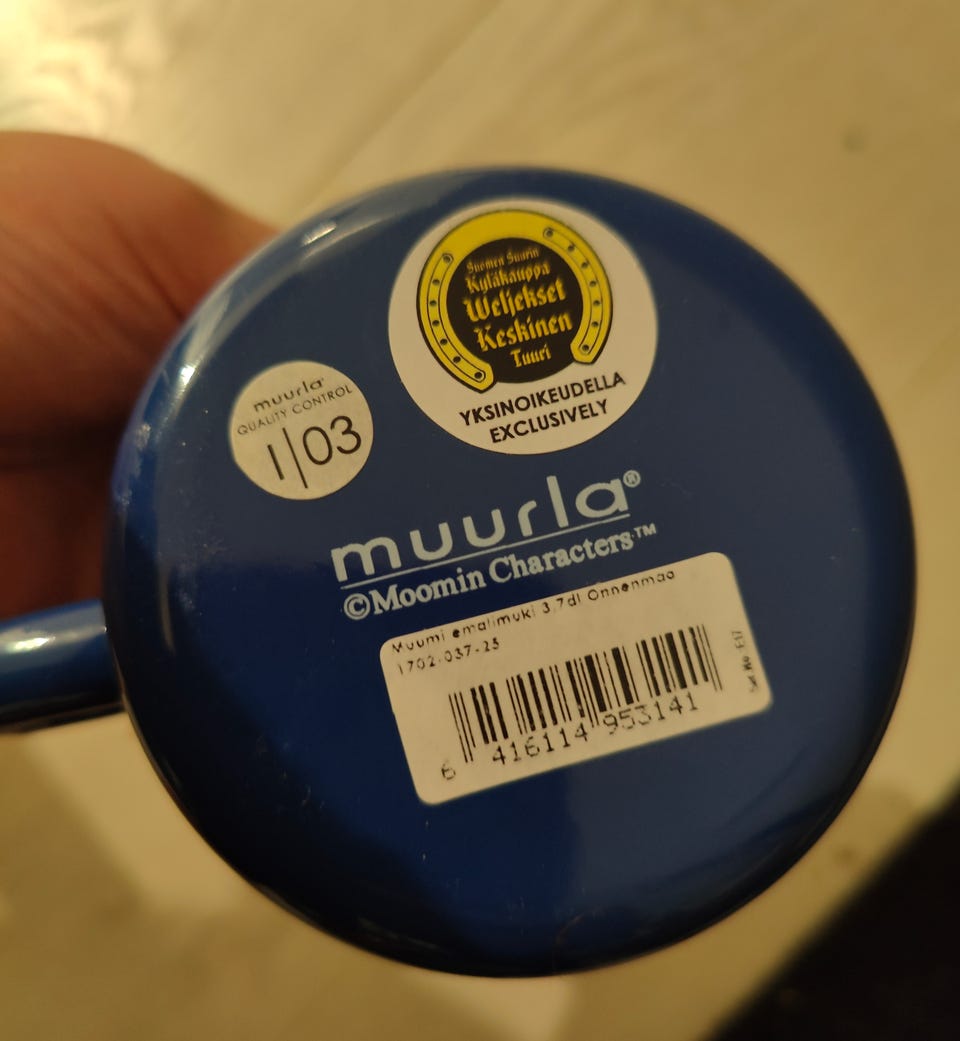 Suomen Suurin
Kyläkauppa
Veljekset
Keskinen
Tuuri
YKSINOIKEUDELLA
EXCLUSIVELY
muurla
QUALITY CONTROL
1/03
muurla®
©Moomin Characters™
Muumi emalimuki 3,7dl Onnenmaa
1702-037-25
6 416114 953141